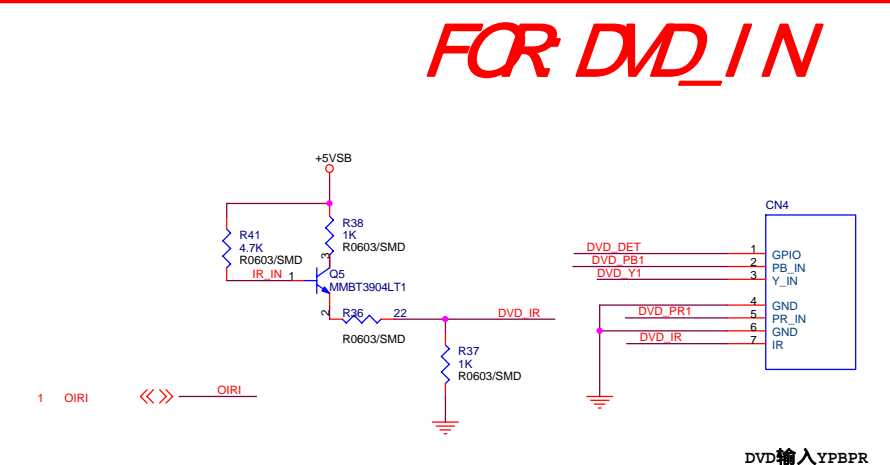 FOR DVD_IN
+5VSB
R41
4.7K
R0603/SMD
R38
1K
R0603/SMD
3
IR_IN
1
Q5
MMBT3904LT1
2
R36
22
R0603/SMD
DVD_IR
R37
1K
R0603/SMD
1 OIRI
OIRI
CN4
DVD_DET 1 GPIO
DVD_PB1 2 PB_IN
DVD_Y1 3 Y_IN
4 GND
DVD_PR1 5 PR_IN
6 GND
DVD_IR 7 IR
DVD输入YPBPR